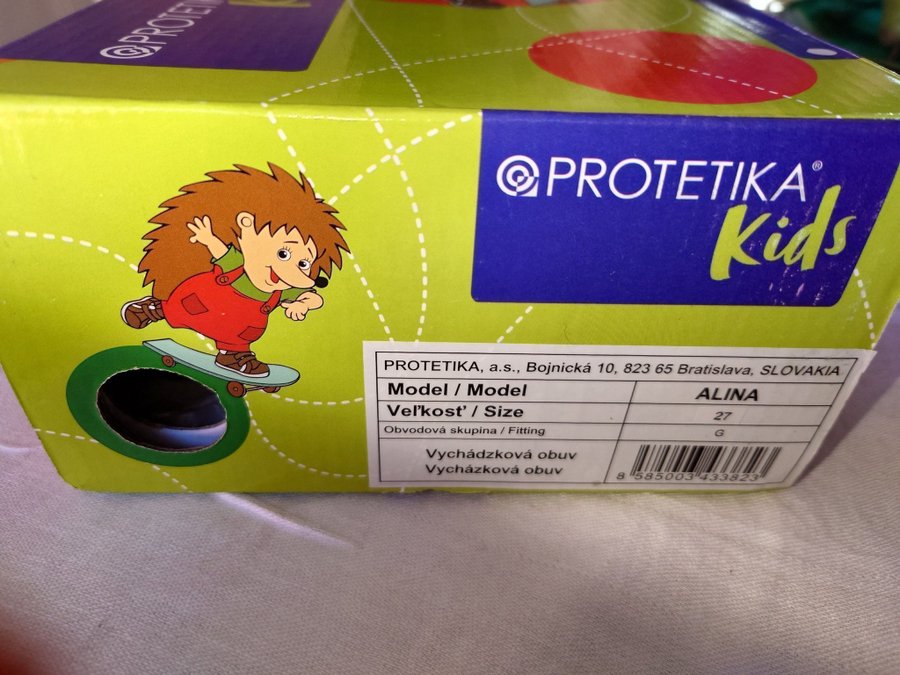 PROTETIKA
PROTETIKA®
Kids
PROTETIKA, a.s., Bojnická 10, 823 65 Bratislava, SLOVAKIA
Model / Model ALINA
Veľkosť / Size 27
Obvodová skupina / Fitting G
Vychádzková obuv
Vycházková obuv
8 585003 433823